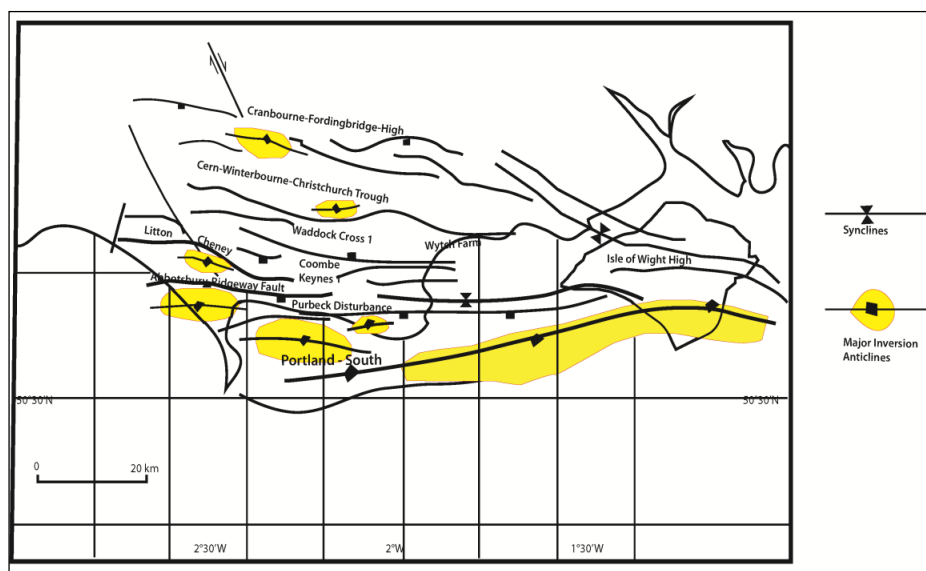 Cranbourne-Fordingbridge-High
Cern-Winterbourne-Christchurch Trough
Waddock Cross 1
Litton
Cheney
Wytch Farm
Coombe
Keynes 1
Isle of Wight High
Abbotsbury-Ridgeway Fault
Purbeck Disturbance
Portland - South
50°30'N
50°30'N
0
20 km
2°30'W
2°W
1°30'W
Synclines
Major Inversion
Anticlines